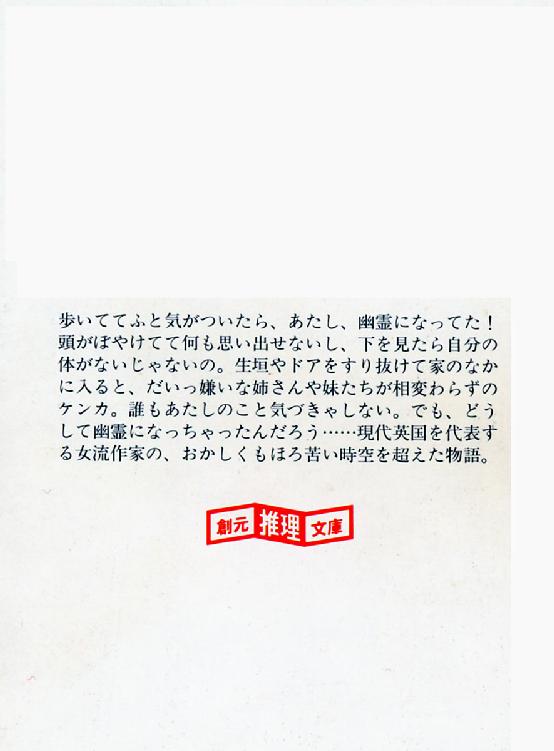 歩いててふと気がついたら、あたし、幽霊になってた！
頭がぼやけてて何も思い出せないし、下を見たら自分の
体がないじゃないの。生垣やドアをすり抜けて家のなか
に入ると、だいっ嫌いな姉さんや妹たちが相変わらずの
ケンカ。誰もあたしのこと気づきゃしない。でも、どう
して幽霊になっちゃったんだろう……現代英国を代表す
る女流作家の、おかしくもほろ苦い時空を超えた物語。
創元推理文庫